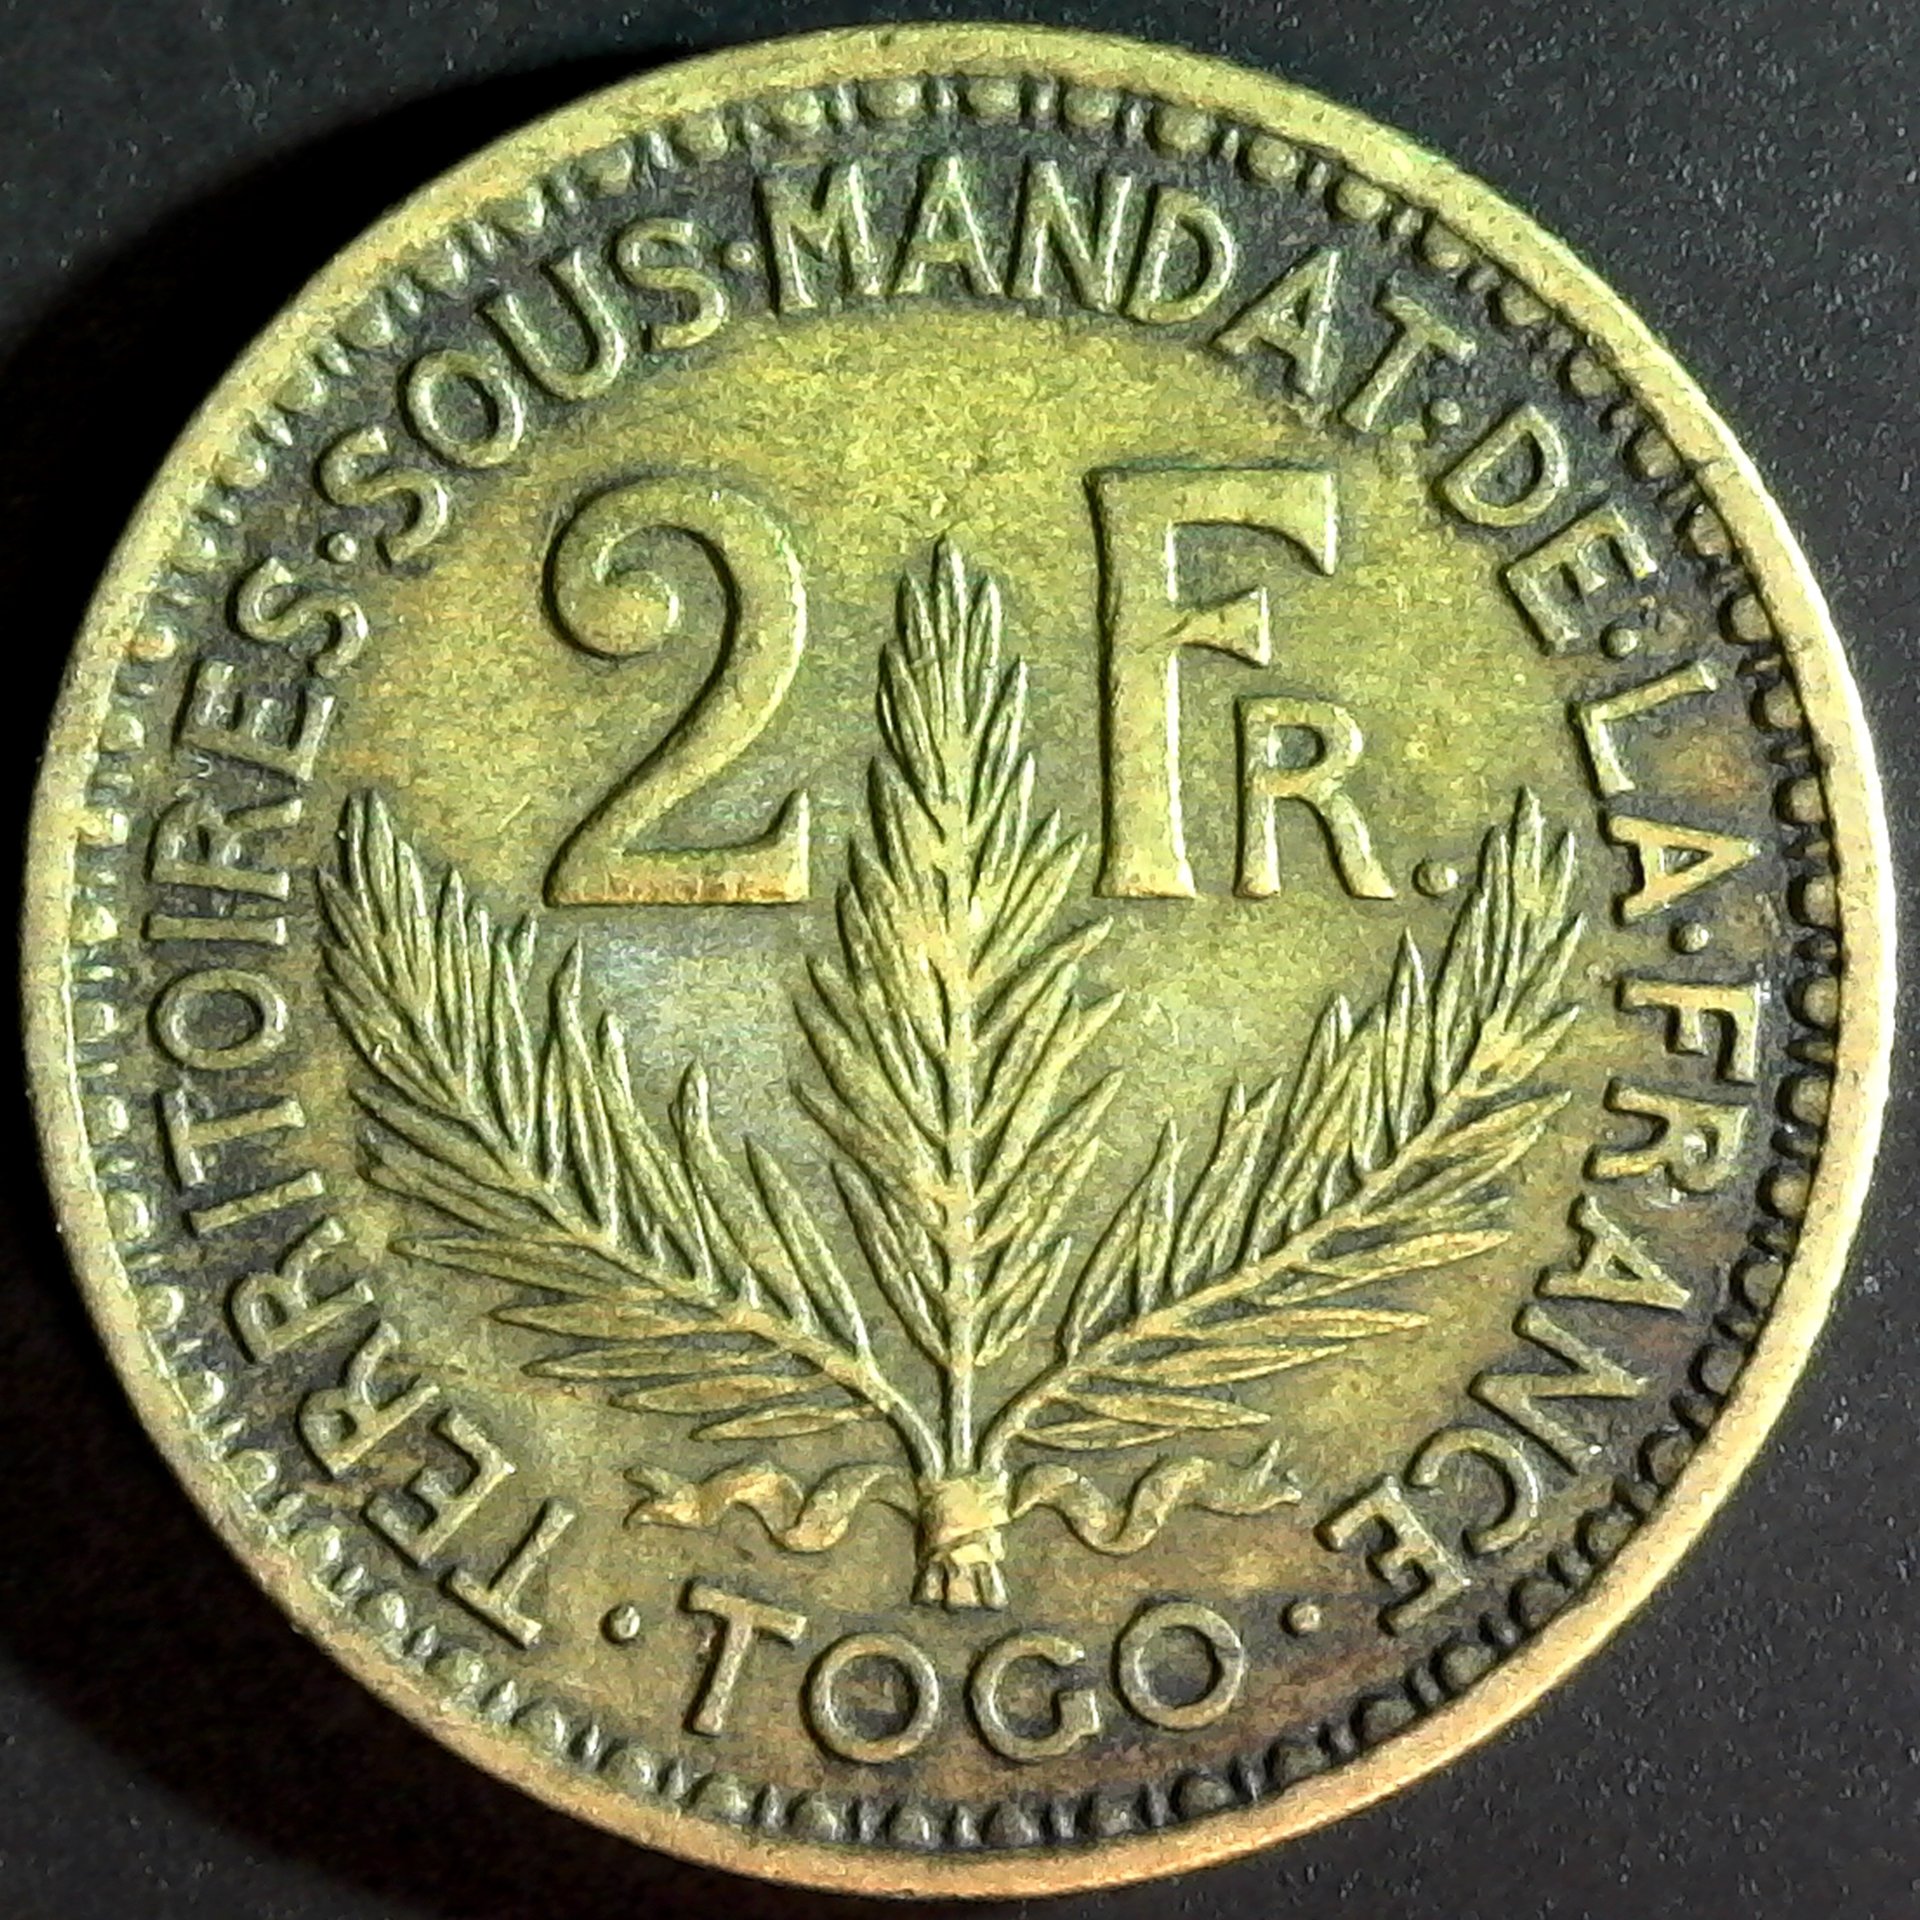 TERRITOIRES·SOUS·MANDAT·DE·LA·FRANCE
2 FR.
·TOGO·